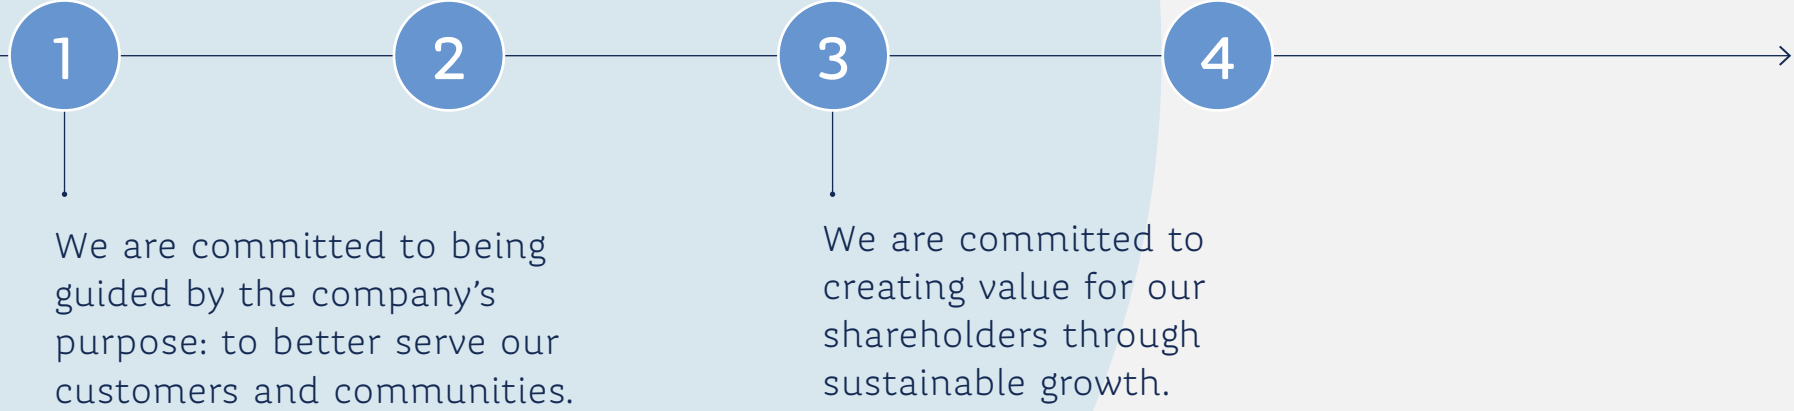 1
2
3
4
We are committed to being
guided by the company’s
purpose: to better serve our
customers and communities.
We are committed to
creating value for our
shareholders through
sustainable growth.